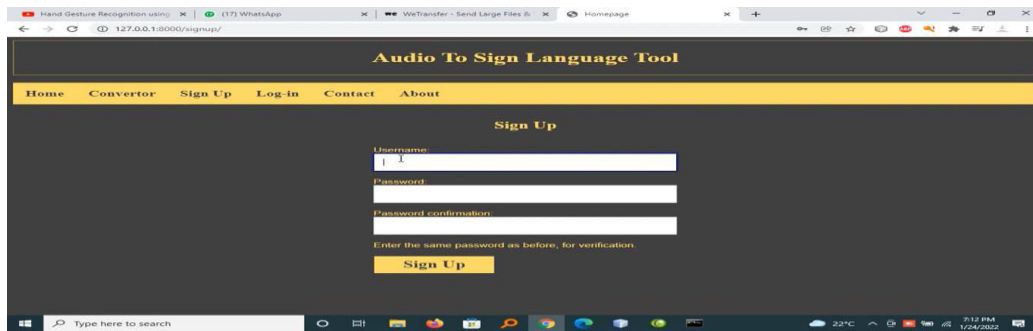 Hand Gesture Recognition using
(17) WhatsApp
WeTransfer - Send Large Files &
Homepage
127.0.0.1:8000/signup/
Audio To Sign Language Tool
Home Convertor Sign Up Log-in Contact About
Sign Up
Username:
Password:
Password confirmation:
Enter the same password as before, for verification.
Sign Up
Type here to search
22°C
7:12 PM
1/24/2022